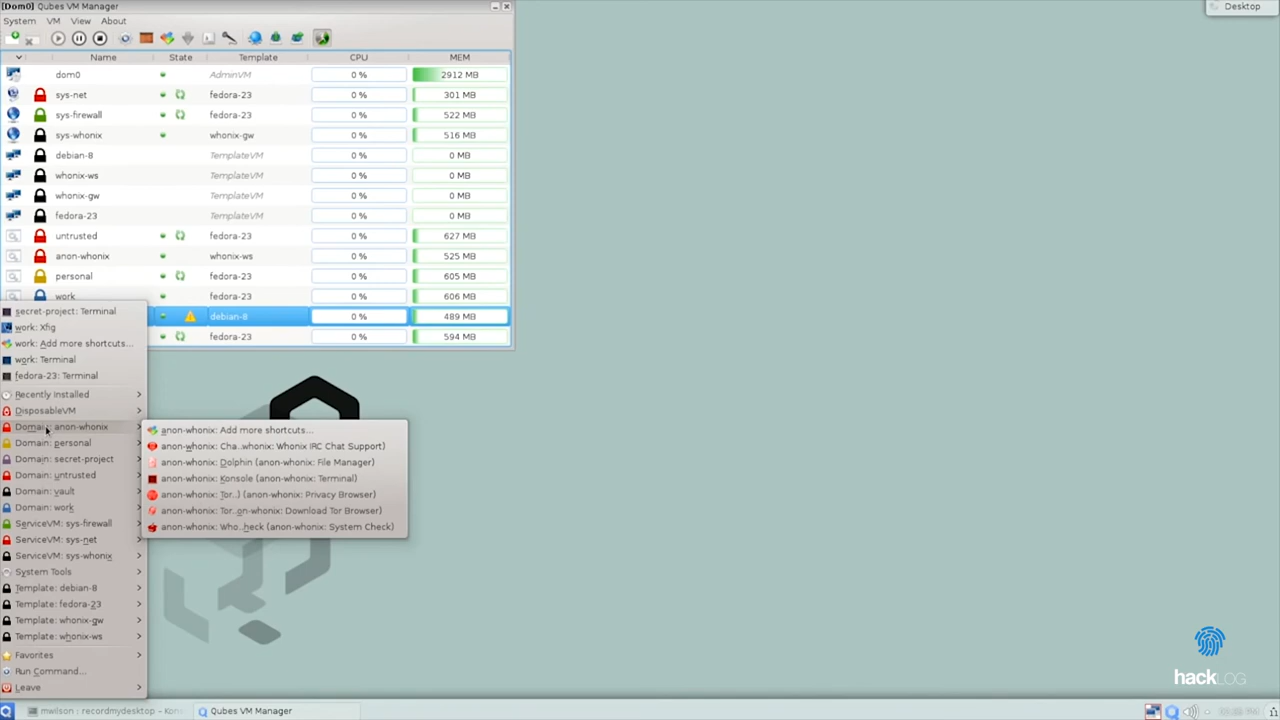 [Dom0] Qubes VM Manager
Desktop
System VM View About
Name State Template CPU MEM
dom0 AdminVM 0 % 2912 MB
sys-net fedora-23 0 % 301 MB
sys-firewall fedora-23 0 % 522 MB
sys-whonix whonix-gw 0 % 516 MB
debian-8 TemplateVM 0 % 0 MB
whonix-ws TemplateVM 0 % 0 MB
whonix-gw TemplateVM 0 % 0 MB
fedora-23 TemplateVM 0 % 0 MB
untrusted fedora-23 0 % 627 MB
anon-whonix whonix-ws 0 % 525 MB
personal fedora-23 0 % 605 MB
work fedora-23 0 % 606 MB
debian-8 0 % 489 MB
fedora-23 0 % 594 MB
secret-project: Terminal
work: Xfig
work: Add more shortcuts...
work: Terminal
fedora-23: Terminal
Recently Installed
DisposableVM
Domain: anon-whonix
Domain: personal
Domain: secret-project
Domain: untrusted
Domain: vault
Domain: work
ServiceVM: sys-firewall
ServiceVM: sys-net
ServiceVM: sys-whonix
System Tools
Template: debian-8
Template: fedora-23
Template: whonix-gw
Template: whonix-ws
Favorites
Run Command...
Leave
anon-whonix: Add more shortcuts...
anon-whonix: Cha..whonix: Whonix IRC Chat Support)
anon-whonix: Dolphin (anon-whonix: File Manager)
anon-whonix: Konsole (anon-whonix: Terminal)
anon-whonix: Tor..) (anon-whonix: Privacy Browser)
anon-whonix: Tor..on-whonix: Download Tor Browser)
anon-whonix: Who..heck (anon-whonix: System Check)
hackLOG
mwilson : recordmydesktop – Kons
Qubes VM Manager